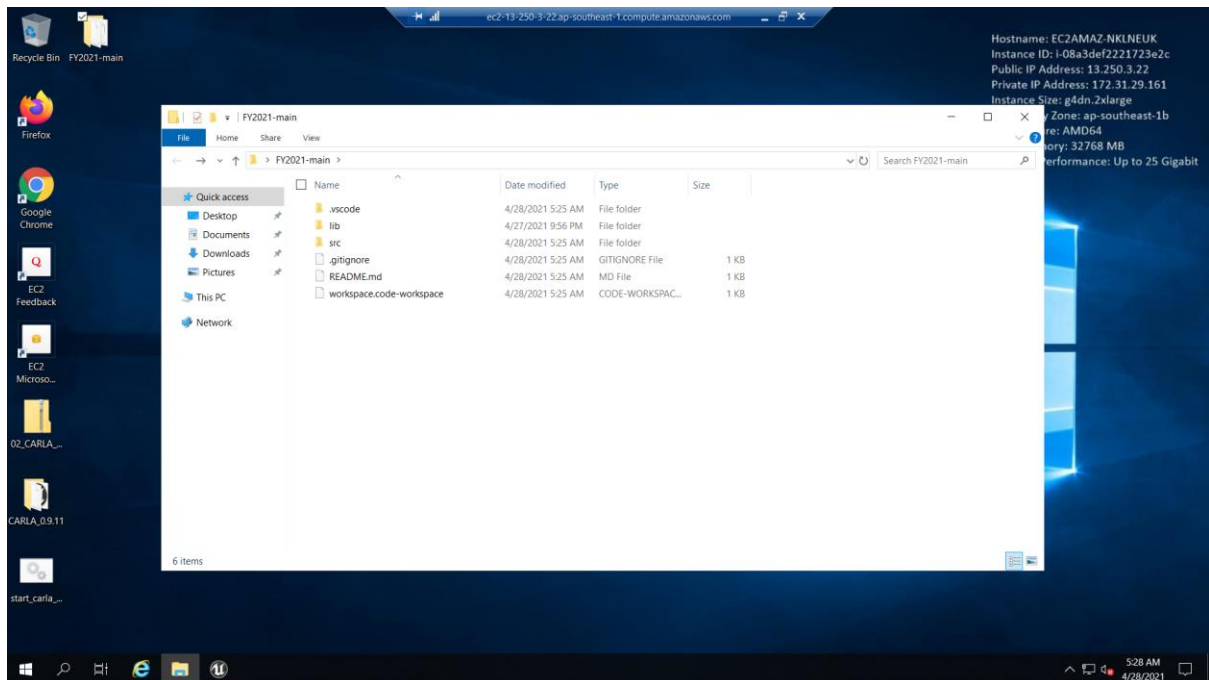 ec2-13-250-3-22.ap-southeast-1.compute.amazonaws.com
Recycle Bin
FY2021-main
Hostname: EC2AMAZ-NKLNEUK
Instance ID: i-08a3def2221723e2c
Public IP Address: 13.250.3.22
Private IP Address: 172.31.29.161
Instance Size: g4dn.2xlarge
y Zone: ap-southeast-1b
re: AMD64
ory: 32768 MB
Performance: Up to 25 Gigabit
Firefox
Google
Chrome
EC2
Feedback
EC2
Microso...
02_CARLA_...
CARLA_0.9.11
start_carla_...
FY2021-main
File Home Share View
FY2021-main
Search FY2021-main
Quick access
Desktop
Documents
Downloads
Pictures
This PC
Network
Name Date modified Type Size
.vscode 4/28/2021 5:25 AM File folder
lib 4/27/2021 9:56 PM File folder
src 4/28/2021 5:25 AM File folder
.gitignore 4/28/2021 5:25 AM GITIGNORE File 1 KB
README.md 4/28/2021 5:25 AM MD File 1 KB
workspace.code-workspace 4/28/2021 5:25 AM CODE-WORKSPAC... 1 KB
6 items
5:28 AM
4/28/2021